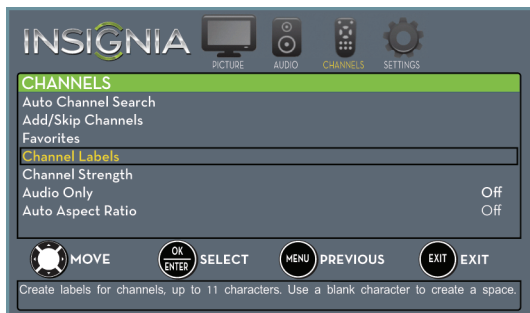 INSIGNIA
PICTURE AUDIO CHANNELS SETTINGS
CHANNELS
Auto Channel Search
Add/Skip Channels
Favorites
Channel Labels
Channel Strength
Audio Only Off
Auto Aspect Ratio Off
MOVE OK ENTER SELECT MENU PREVIOUS EXIT EXIT
Create labels for channels, up to 11 characters. Use a blank character to create a space.